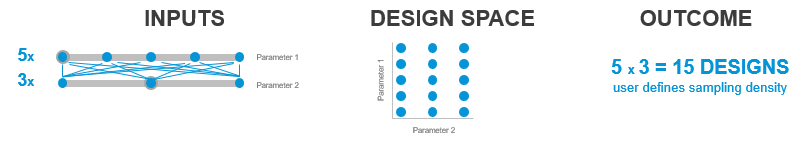 INPUTS
5x
Parameter 1
3x
Parameter 2
DESIGN SPACE
Parameter 1
Parameter 2
OUTCOME
5 x 3 = 15 DESIGNS
user defines sampling density